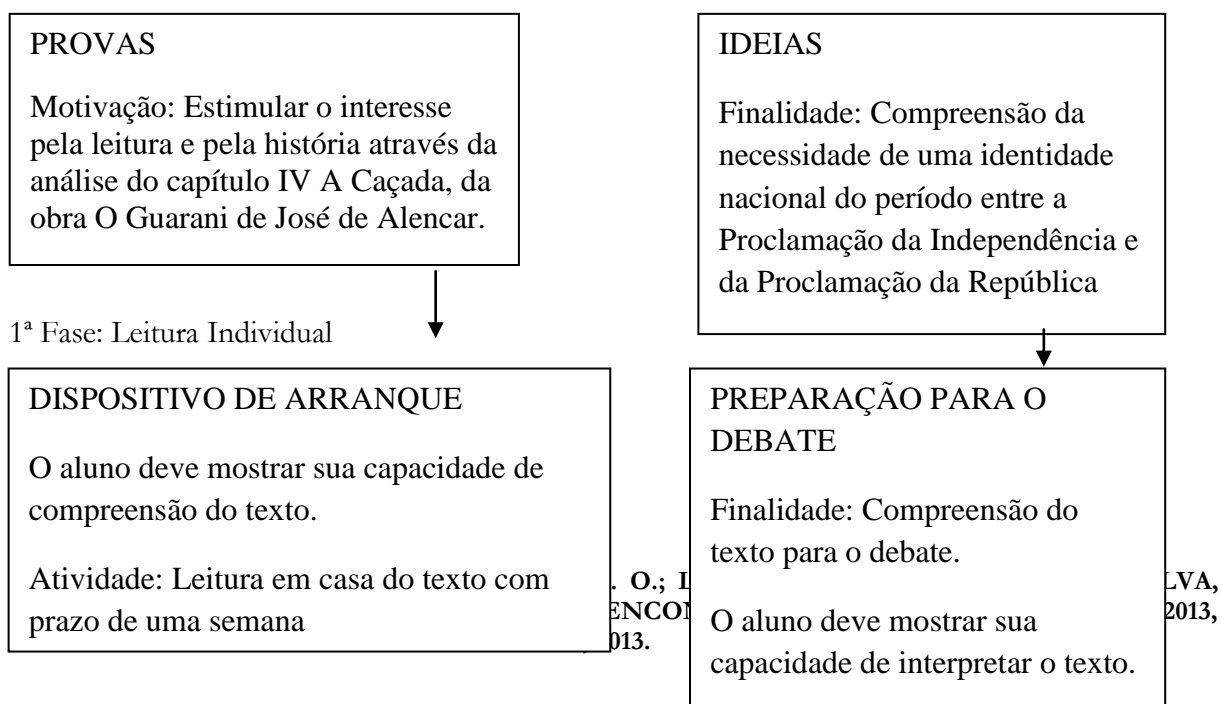 PROVAS
Motivação: Estimular o interesse
pela leitura e pela história através da
análise do capítulo IV A Caçada, da
obra O Guarani de José de Alencar.
IDEIAS
Finalidade: Compreensão da
necessidade de uma identidade
nacional do período entre a
Proclamação da Independência e
da Proclamação da República
1ª Fase: Leitura Individual
DISPOSITIVO DE ARRANQUE
O aluno deve mostrar sua capacidade de
compreensão do texto.
Atividade: Leitura em casa do texto com
prazo de uma semana
PREPARAÇÃO PARA O
DEBATE
Finalidade: Compreensão do
texto para o debate.
O aluno deve mostrar sua
capacidade de interpretar o texto.
O.;
2013,